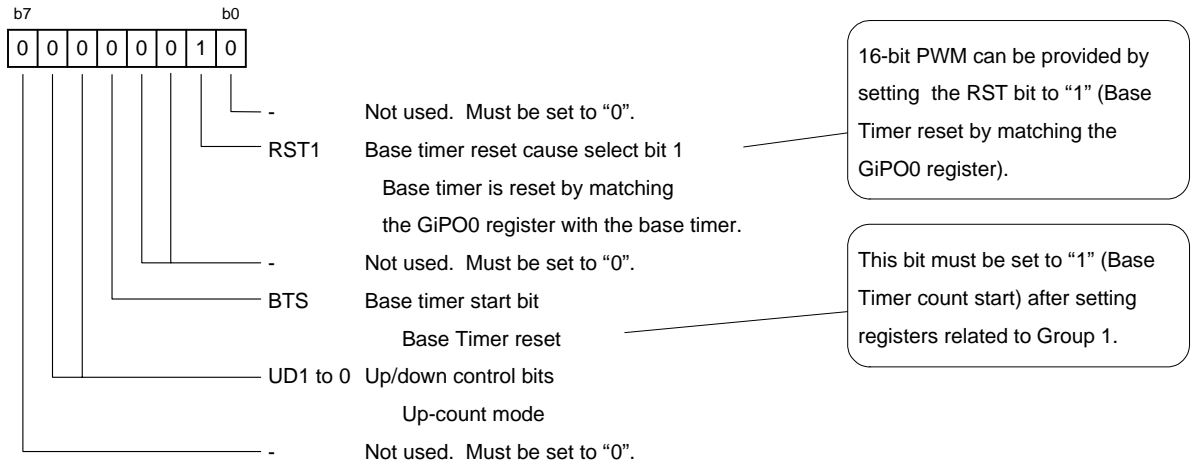 b7 b0
0 0 0 0 0 0 1 0
- Not used. Must be set to “0”.
RST1 Base timer reset cause select bit 1
Base timer is reset by matching
the GiPO0 register with the base timer.
- Not used. Must be set to “0”.
BTS Base timer start bit
Base Timer reset
UD1 to 0 Up/down control bits
Up-count mode
- Not used. Must be set to “0”.
16-bit PWM can be provided by
setting the RST bit to “1” (Base
Timer reset by matching the
GiPO0 register).
This bit must be set to “1” (Base
Timer count start) after setting
registers related to Group 1.